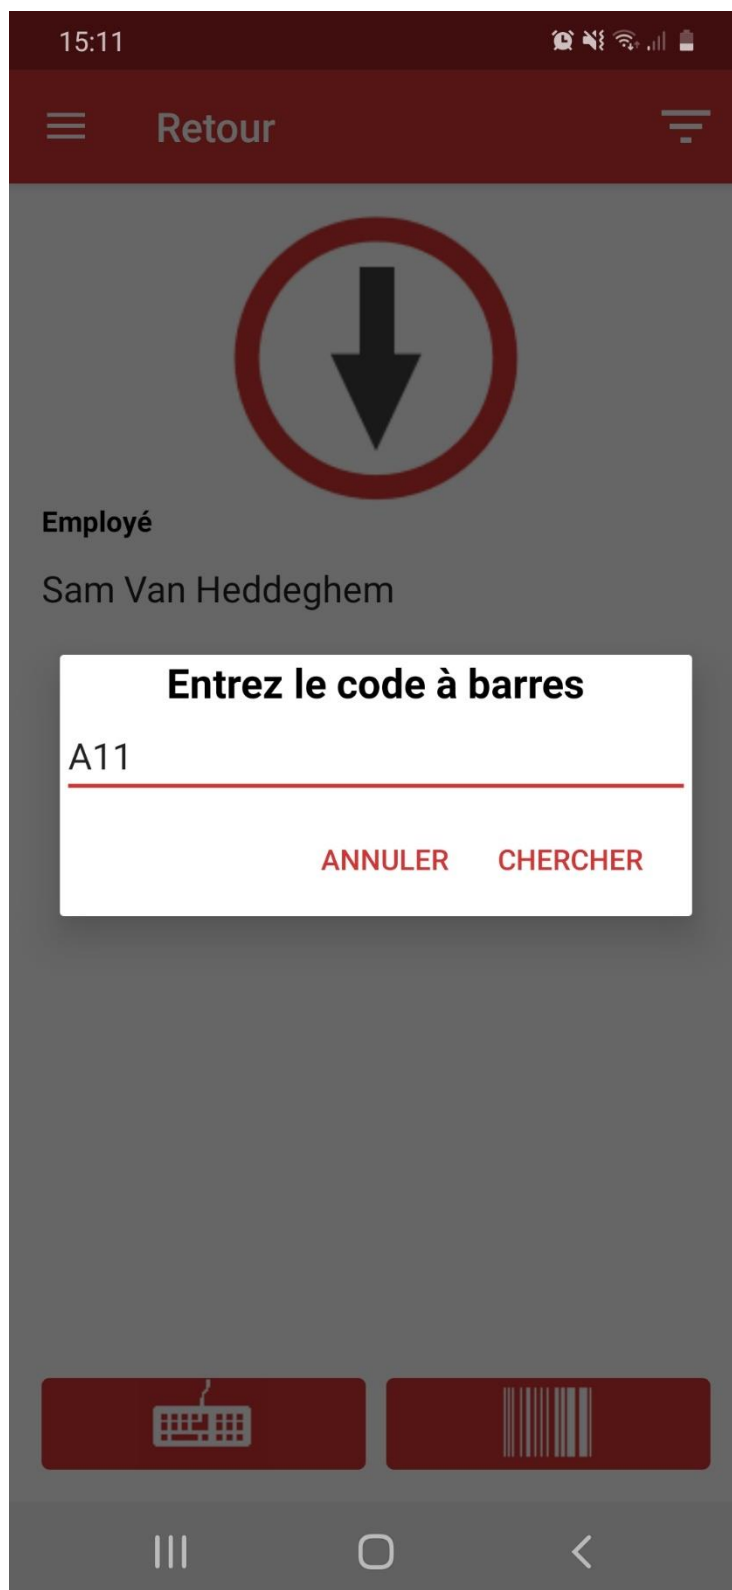 15:11
Retour
Employé
Sam Van Heddeghem
Entrez le code à barres
A11
ANNULER CHERCHER